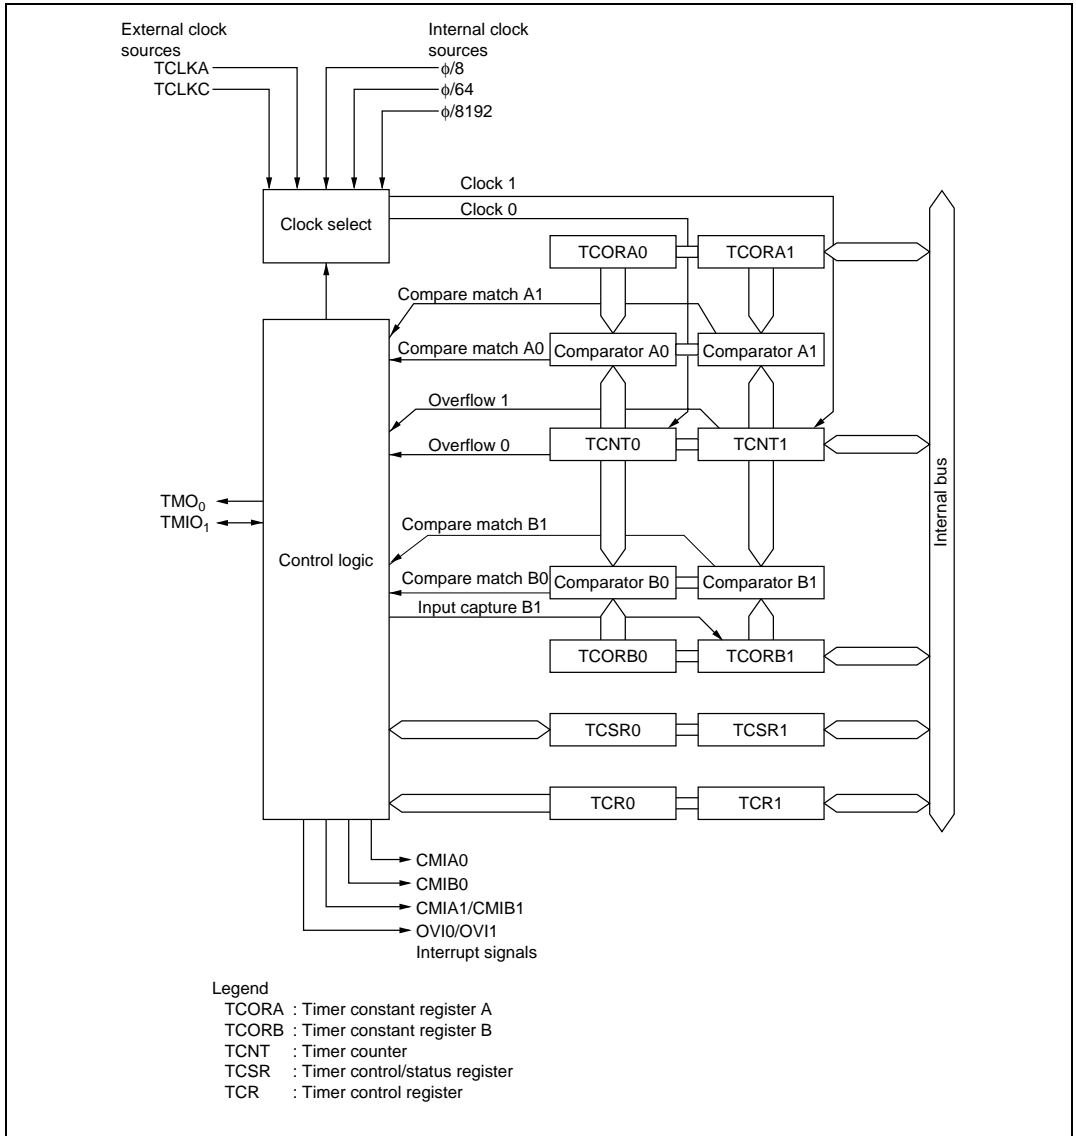 External clock
sources
TCLKA
TCLKC
Internal clock
sources
ϕ/8
ϕ/64
ϕ/8192
Clock 1
Clock 0
Clock select
TCORA0
TCORA1
Compare match A1
Compare match A0
Comparator A0
Comparator A1
Overflow 1
Overflow 0
TCNT0
TCNT1
Internal bus
TMO₀
TMIO₁
Control logic
Compare match B1
Compare match B0
Comparator B0
Comparator B1
Input capture B1
TCORB0
TCORB1
TCSR0
TCSR1
TCR0
TCR1
CMIA0
CMIB0
CMIA1/CMIB1
OVI0/OVI1
Interrupt signals
Legend
TCORA : Timer constant register A
TCORB : Timer constant register B
TCNT : Timer counter
TCSR : Timer control/status register
TCR : Timer control register